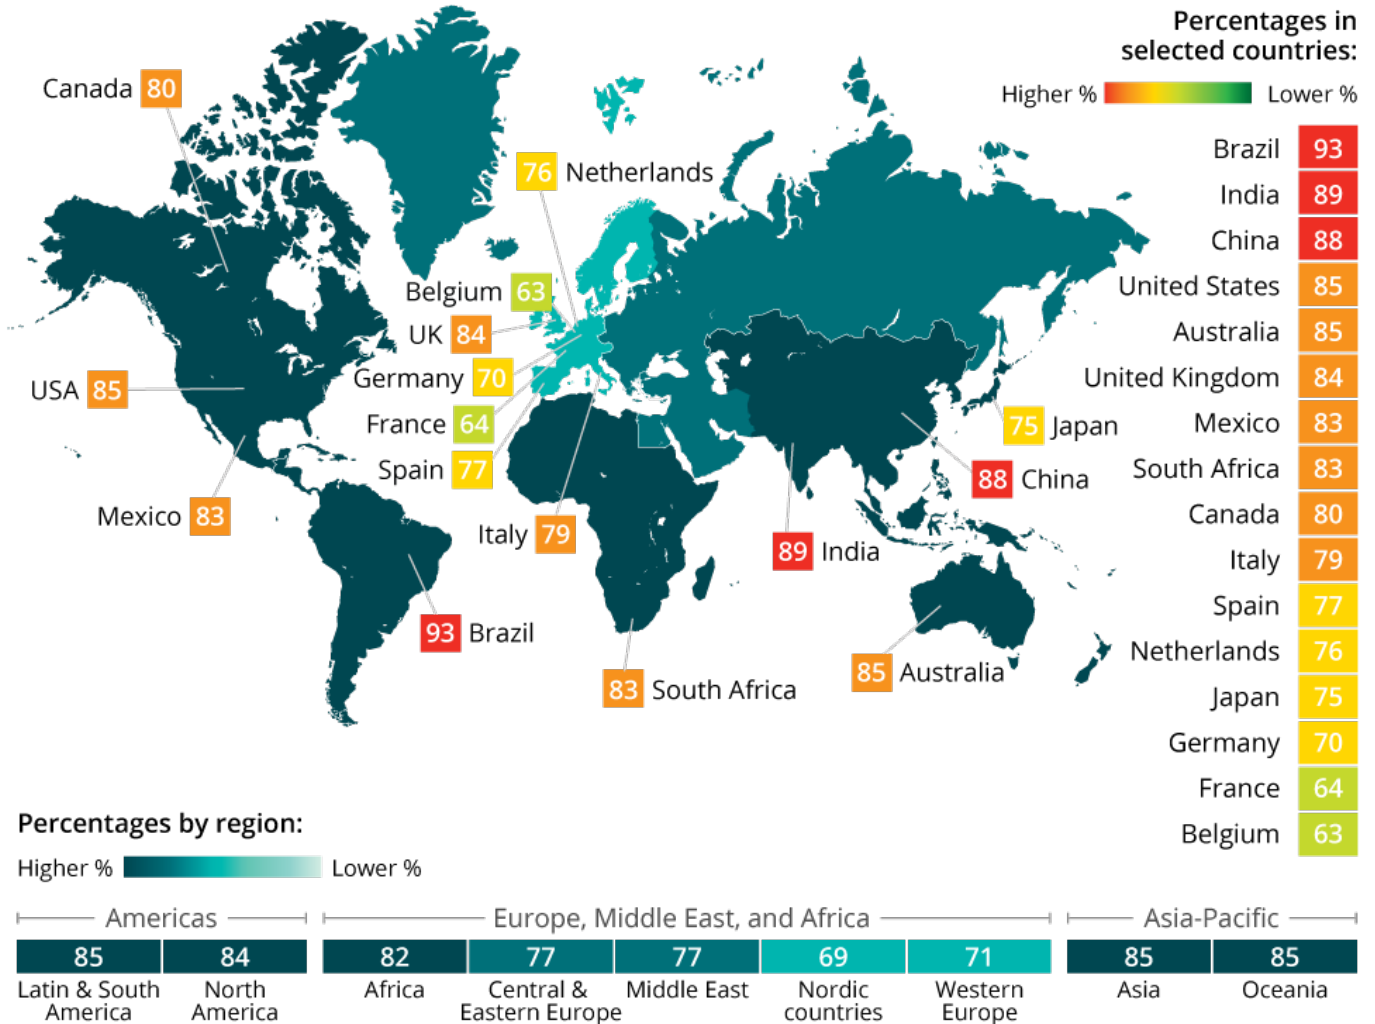 Percentages in
selected countries:
Higher %
Lower %
Canada 80
Netherlands 76
Belgium 63
UK 84
Germany 70
France 64
Spain 77
USA 85
Mexico 83
Italy 79
Brazil 93
South Africa 83
India 89
China 88
75 Japan
85 Australia
Brazil 93
India 89
China 88
United States 85
Australia 85
United Kingdom 84
Mexico 83
South Africa 83
Canada 80
Italy 79
Spain 77
Netherlands 76
Japan 75
Germany 70
France 64
Belgium 63
Percentages by region:
Higher %
Lower %
Americas
85
Latin & South
America
84
North
America
Europe, Middle East, and Africa
82
Africa
77
Central &
Eastern Europe
77
Middle East
69
Nordic
countries
71
Western
Europe
Asia-Pacific
85
Asia
85
Oceania